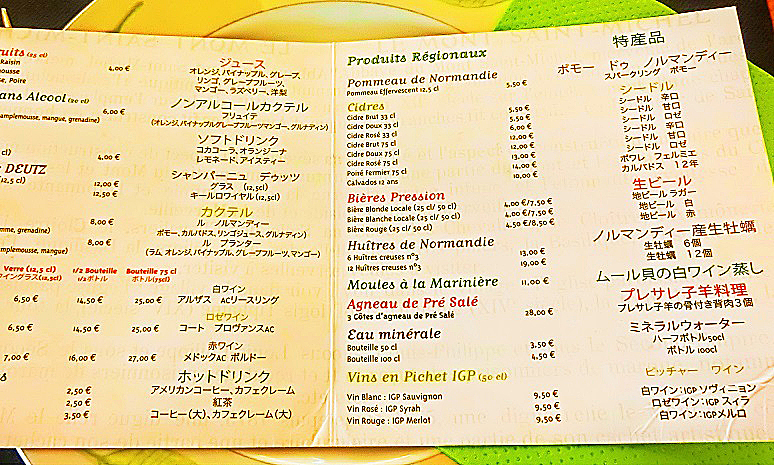 ruits (25 cl)
Raisin
mousse
se, Poire
4,00 €
ジュース
オレンジ、パイナップル、グレープ、
リンゴ、グレープフルーツ、
マンゴー、ラズベリー、洋梨
ans Alcool (20 cl)
amplemousse, mangue, grenadine)
6,00 €
ノンアルコールカクテル
フリュイテ
(オレンジ、パイナップル、グレープフルーツマンゴー、グルナディン)
cl)
4,00 €
ソフトドリンク
コカコーラ、オランジーナ
レモネード、アイスティー
DEUTZ
(12,5cl)
12,00 €
12,50 €
シャンパーニュ　デゥッツ
グラス　(12,5cl)
キールロワイヤル (12,5cl)
カクテル
8,00 €
ル　ノルマンディー
mme, grenadine)
ポモー、カルバドス、リンゴジュース、グルナディン)
8,00 €
ル　プランター
amplemousse, mangue)
(ラム、オレンジ、パイナップル、グレープフルーツ、マンゴー)
Verre (12,5 cl) 1/2 Bouteille Bouteille 75 cl
ワイングラス(12,5cl) 1/2ボトル ボトル(75cl)
白ワイン
6,50 € 14,50 € 25,00 € アルザス　ACリースリング
ロゼワイン
6,50 € 14,50 € 25,00 € コート　プロヴァンスAC
赤ワイン
7,00 € 16,00 € 27,00 € メドックAC ボルドー
s
ホットドリンク
2,50 € アメリカンコーヒー、カフェクレーム
2,50 € 紅茶
3,50 € コーヒー(大)、カフェクレーム(大)
Produits Régionaux
特産品
Pommeau de Normandie
Pommeau Effervescent 12,5 cl 5,50 €
ポモー　ドゥ　ノルマンディー
スパークリング　ポモー
Cidres
シードル
Cidre Brut 33 cl 5,50 € シードル　辛口
Cidre Doux 33 cl 5,50 € シードル　甘口
Cidre Rosé 33 cl 6,00 € シードル　ロゼ
Cidre Brut 75 cl 12,00 € シードル　辛口
Cidre Doux 75 cl 12,00 € シードル　甘口
Cidre Rosé 75 cl 13,00 € シードル　ロゼ
Poiré Fermier 75 cl 14,00 € ポワレ　フェルミエ
Calvados 12 ans 10,00 € カルバドス　12年
Bières Pression
生ビール
Bière Blonde Locale (25 cl/ 50 cl) 4,00 €/7,50 € 地ビール ラガー
Bière Blanche Locale (25 cl/ 50 cl) 4,00 €/7,50 € 地ビール　白
Bière Rouge (25 cl/ 50 cl) 4,50 €/8,50 € 地ビール　赤
Huîtres de Normandie
ノルマンディー産生牡蠣
6 Huîtres creuses n°3 13,00 € 生牡蠣　6個
12 Huîtres creuses n°3 19,00 € 生牡蠣　12個
Moules à la Marinière 11,00 € ムール貝の白ワイン蒸し
Agneau de Pré Salé
プレサレ子羊料理
3 Côtes d'agneau de Pré Salé 28,00 € プレサレ子羊の骨付き背肉3個
Eau minérale
ミネラルウォーター
Bouteille 50 cl 3,50 € ハーフボトル50cl
Bouteille 100 cl 4,50 € ボトル 100cl
Vins en Pichet IGP (50 cl)
ピッチャー　ワイン
Vin Blanc : IGP Sauvignon 9,50 € 白ワイン:IGP ソヴィニヨン
Vin Rosé : IGP Syrah 9,50 € ロゼワイン:IGP スィラ
Vin Rouge : IGP Merlot 9,50 € 白ワイン:IGPメルロ